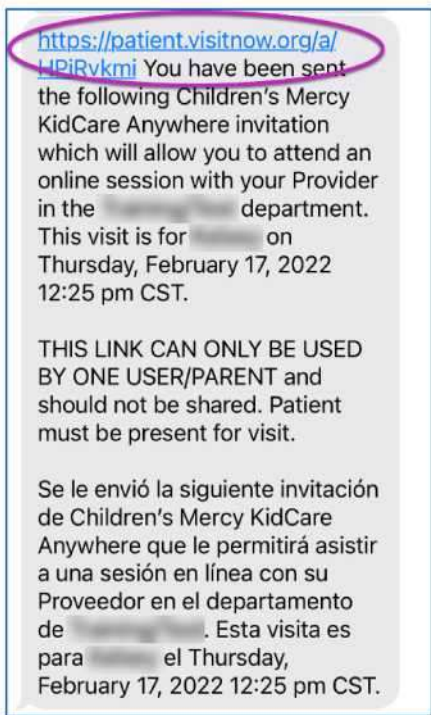 https://patient.visitnow.org/a/
HPiRvkmi You have been sent
the following Children's Mercy
KidCare Anywhere invitation
which will allow you to attend an
online session with your Provider
in the department.
This visit is for on
Thursday, February 17, 2022
12:25 pm CST.
THIS LINK CAN ONLY BE USED
BY ONE USER/PARENT and
should not be shared. Patient
must be present for visit.
Se le envió la siguiente invitación
de Children's Mercy KidCare
Anywhere que le permitirá asistir
a una sesión en línea con su
Proveedor en el departamento
de . Esta visita es
para el Thursday,
February 17, 2022 12:25 pm CST.